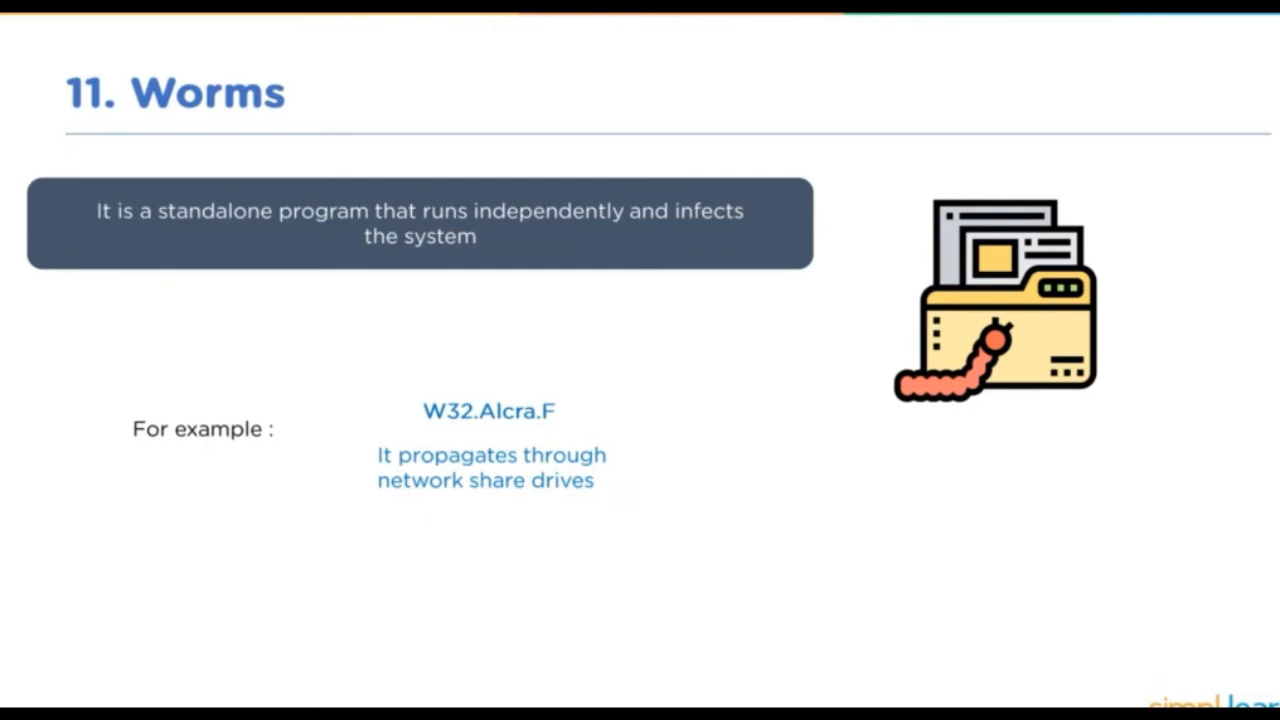 11. Worms
It is a standalone program that runs independently and infects
the system
For example :
W32.Alcra.F
It propagates through
network share drives